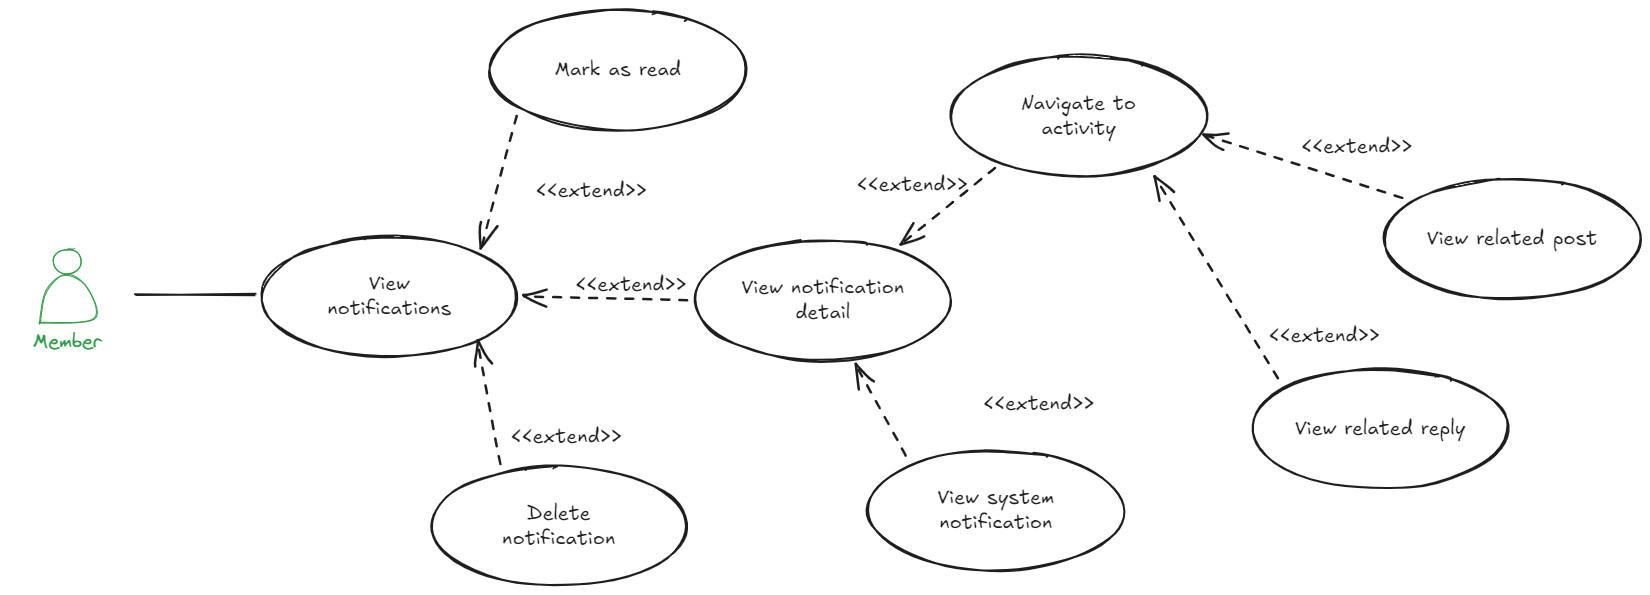 Mark as read
Navigate to
activity
<<extend>>
<<extend>>
<<extend>>
View related post
View
notifications
<<extend>>
View notification
detail
Member
<<extend>>
<<extend>>
<<extend>>
View related reply
Delete
notification
View system
notification